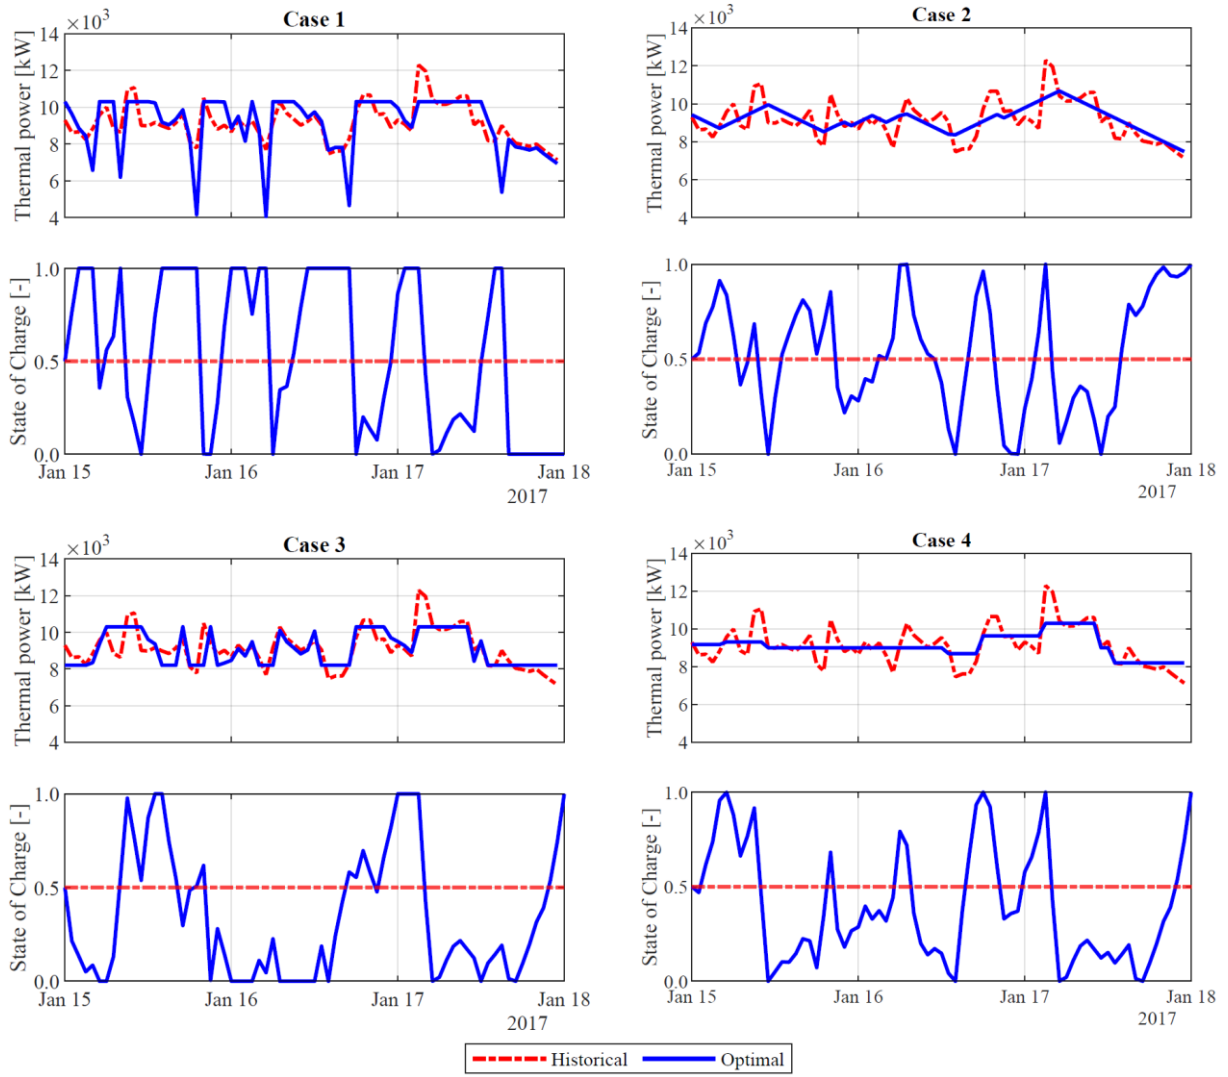 Case 1
×10³
Thermal power [kW]
14
12
10
8
6
4
State of Charge [-]
1.0
0.5
0.0
Jan 15
Jan 16
Jan 17
Jan 18
2017
Case 2
×10³
Thermal power [kW]
14
12
10
8
6
4
State of Charge [-]
1.0
0.5
0.0
Jan 15
Jan 16
Jan 17
Jan 18
2017
Case 3
×10³
Thermal power [kW]
14
12
10
8
6
4
State of Charge [-]
1.0
0.5
0.0
Jan 15
Jan 16
Jan 17
Jan 18
2017
Case 4
×10³
Thermal power [kW]
14
12
10
8
6
4
State of Charge [-]
1.0
0.5
0.0
Jan 15
Jan 16
Jan 17
Jan 18
2017
Historical
Optimal